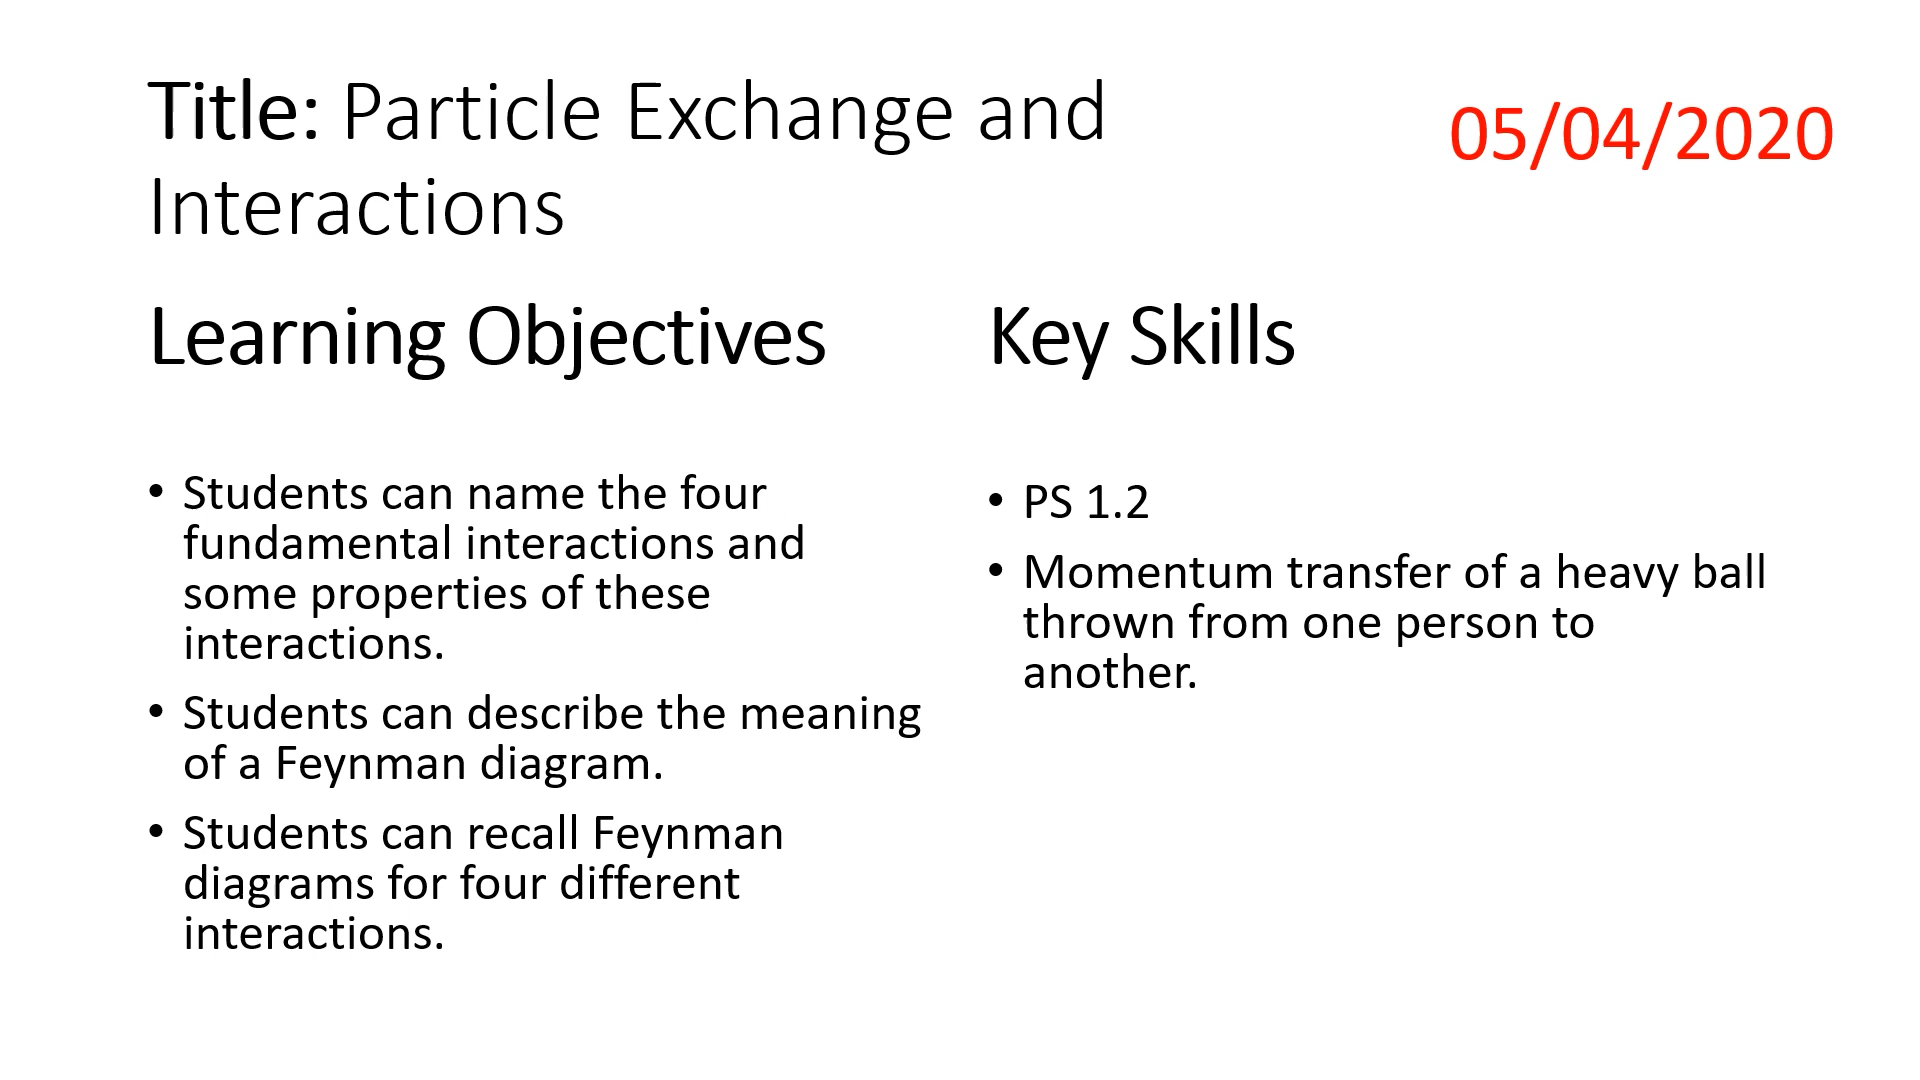 Title: Particle Exchange and
Interactions
05/04/2020
Learning Objectives
• Students can name the four
fundamental interactions and
some properties of these
interactions.
• Students can describe the meaning
of a Feynman diagram.
• Students can recall Feynman
diagrams for four different
interactions.
Key Skills
• PS 1.2
• Momentum transfer of a heavy ball
thrown from one person to
another.